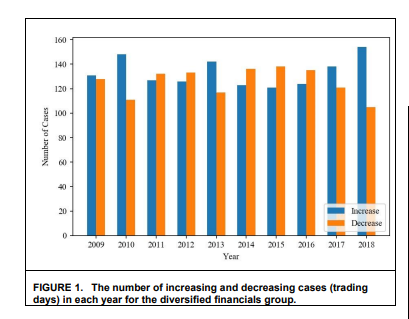 160
140
120
100
80
60
40
20
0
Number of Cases
2009 2010 2011 2012 2013 2014 2015 2016 2017 2018
Year
Increase
Decrease
FIGURE 1. The number of increasing and decreasing cases (trading
days) in each year for the diversified financials group.